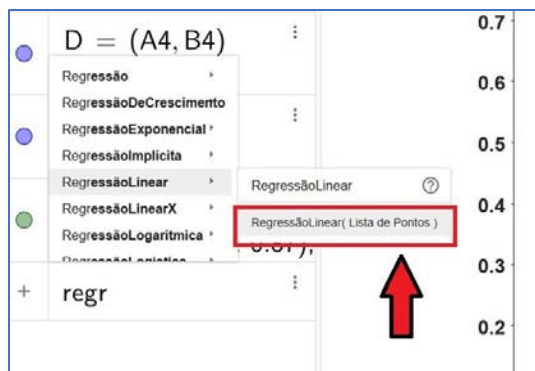 D = (A4, B4)
Regressão
RegressãoDeCrescimento
RegressãoExponencial
RegressãoImplícita
RegressãoLinear
RegressãoLinearX
RegressãoLogarítmica
RegressãoLinear
RegressãoLinear( Lista de Pontos )
+ regr
0.7
0.6
0.5
0.4
0.3
0.2